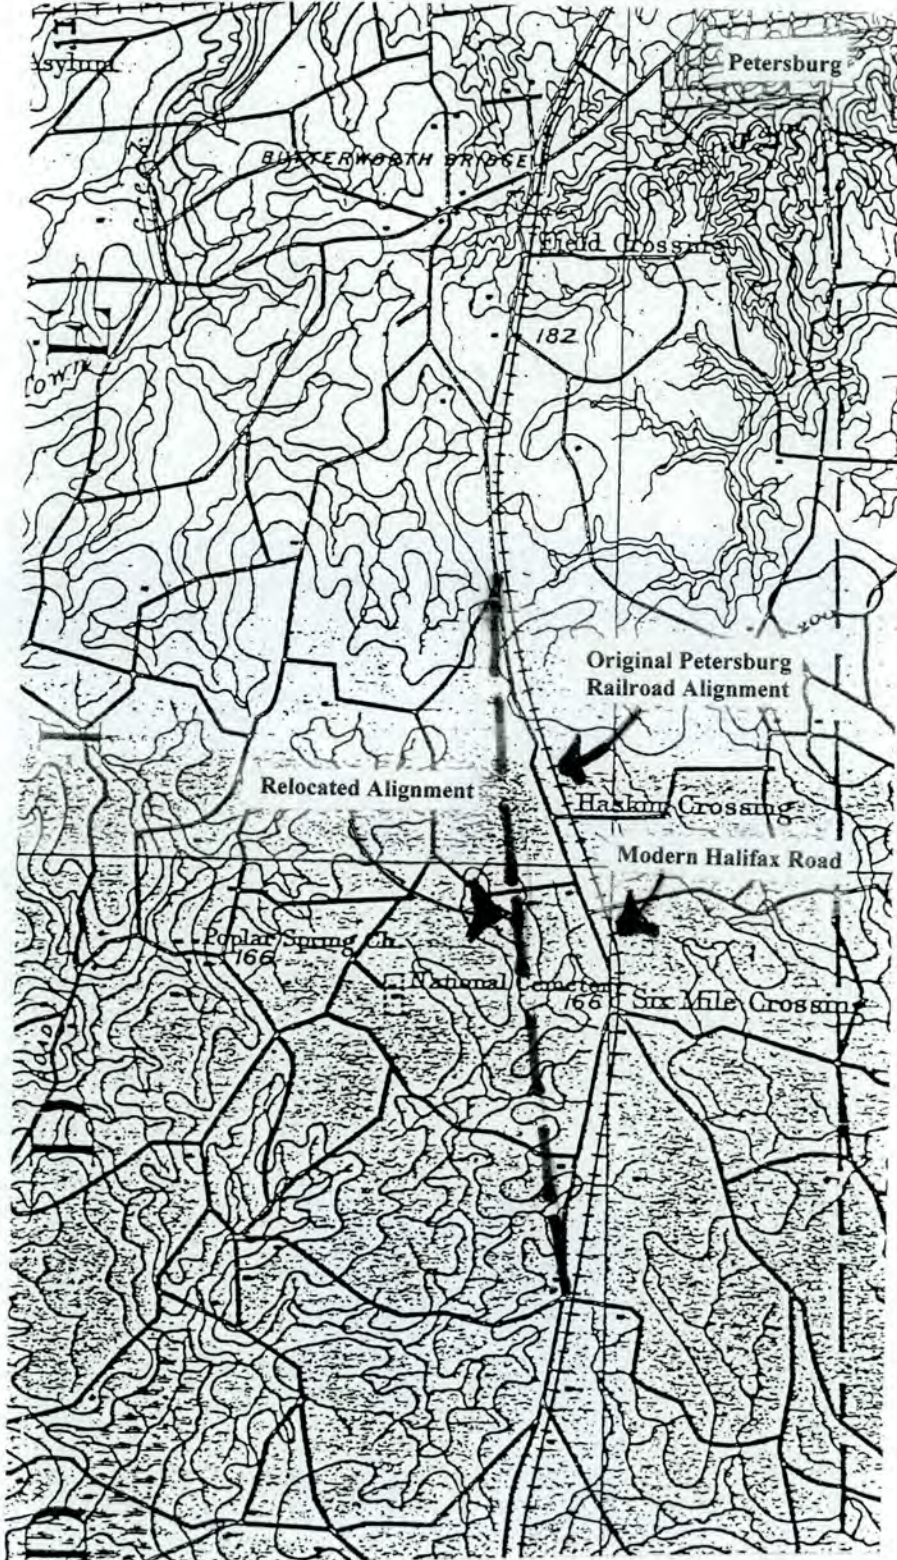 Petersburg
sylum
BUTTERWORTH BRIDGE
Field Crossing
182
Original Petersburg
Railroad Alignment
Relocated Alignment
Haskin Crossing
Modern Halifax Road
Poplar Spring Ch.
166
National Cemetery
166
Six Mile Crossing